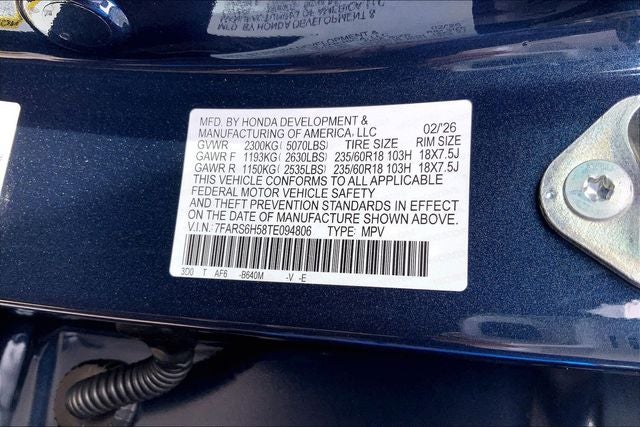 MFD. BY HONDA DEVELOPMENT &
MANUFACTURING OF AMERICA, LLC 02/'26
GVWR 2300KG( 5070LBS) TIRE SIZE RIM SIZE
GAWR F 1193KG( 2630LBS) 235/60R18 103H 18X7.5J
GAWR R 1150KG( 2535LBS) 235/60R18 103H 18X7.5J
THIS VEHICLE CONFORMS TO ALL APPLICABLE
FEDERAL MOTOR VEHICLE SAFETY
AND THEFT PREVENTION STANDARDS IN EFFECT
ON THE DATE OF MANUFACTURE SHOWN ABOVE.
V.I.N.: 7FARS6H58TE094806 TYPE: MPV
3D0 T AF6 -B640M -V -E